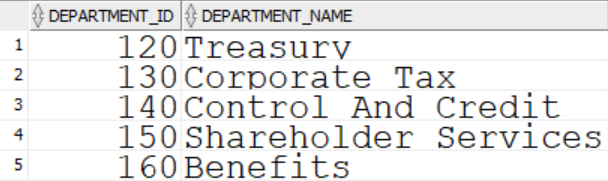 DEPARTMENT_ID DEPARTMENT_NAME
1 120 Treasury
2 130 Corporate Tax
3 140 Control And Credit
4 150 Shareholder Services
5 160 Benefits